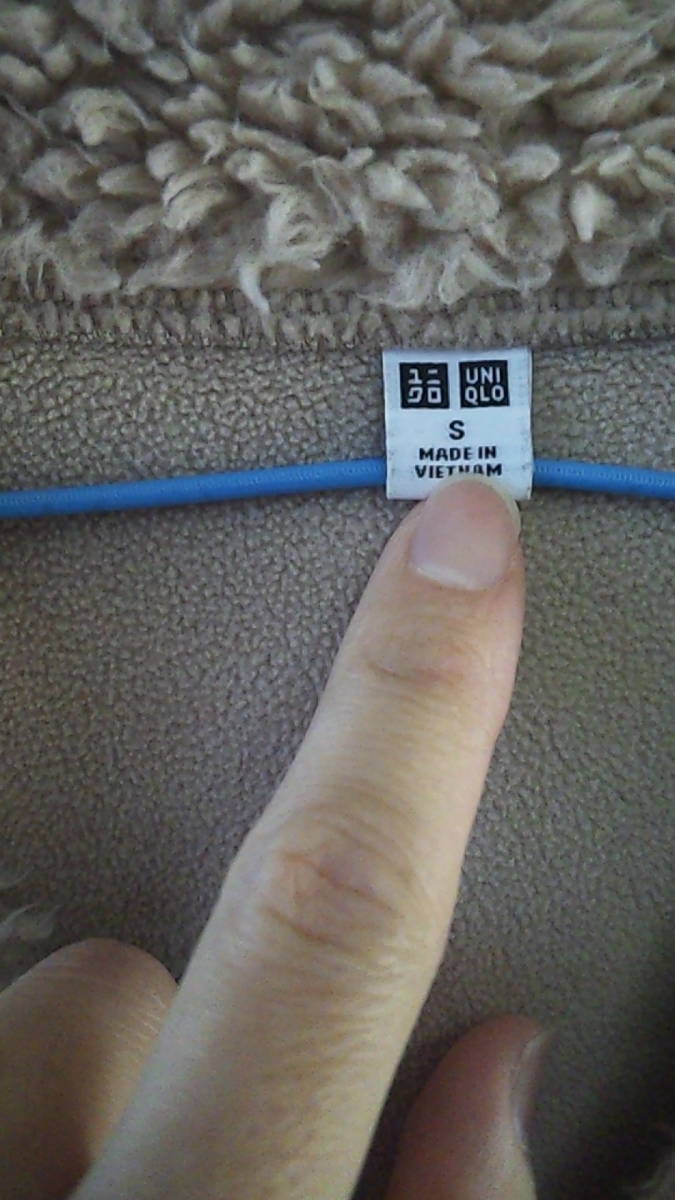 ユニ UNI
クロ QLO
S
MADE IN
VIETNAM